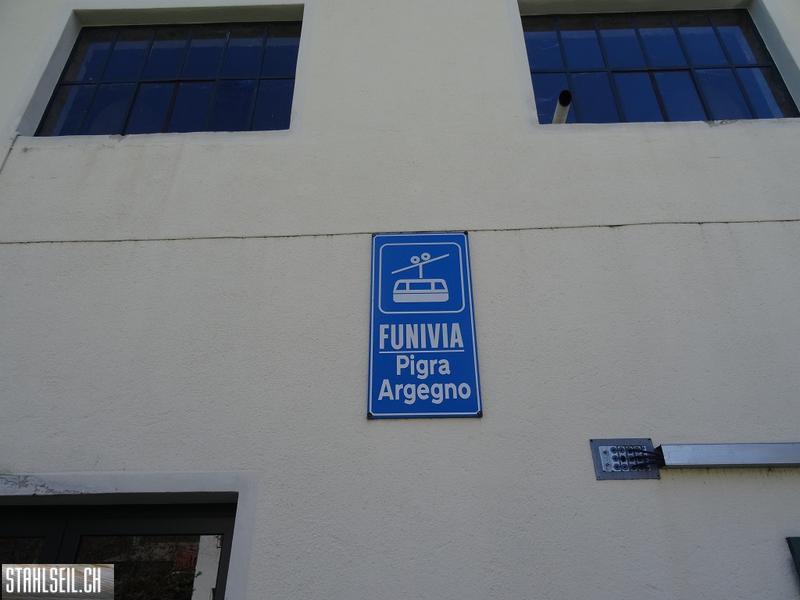 FUNIVIA
Pigra
Argegno
STAHLSEIL.CH